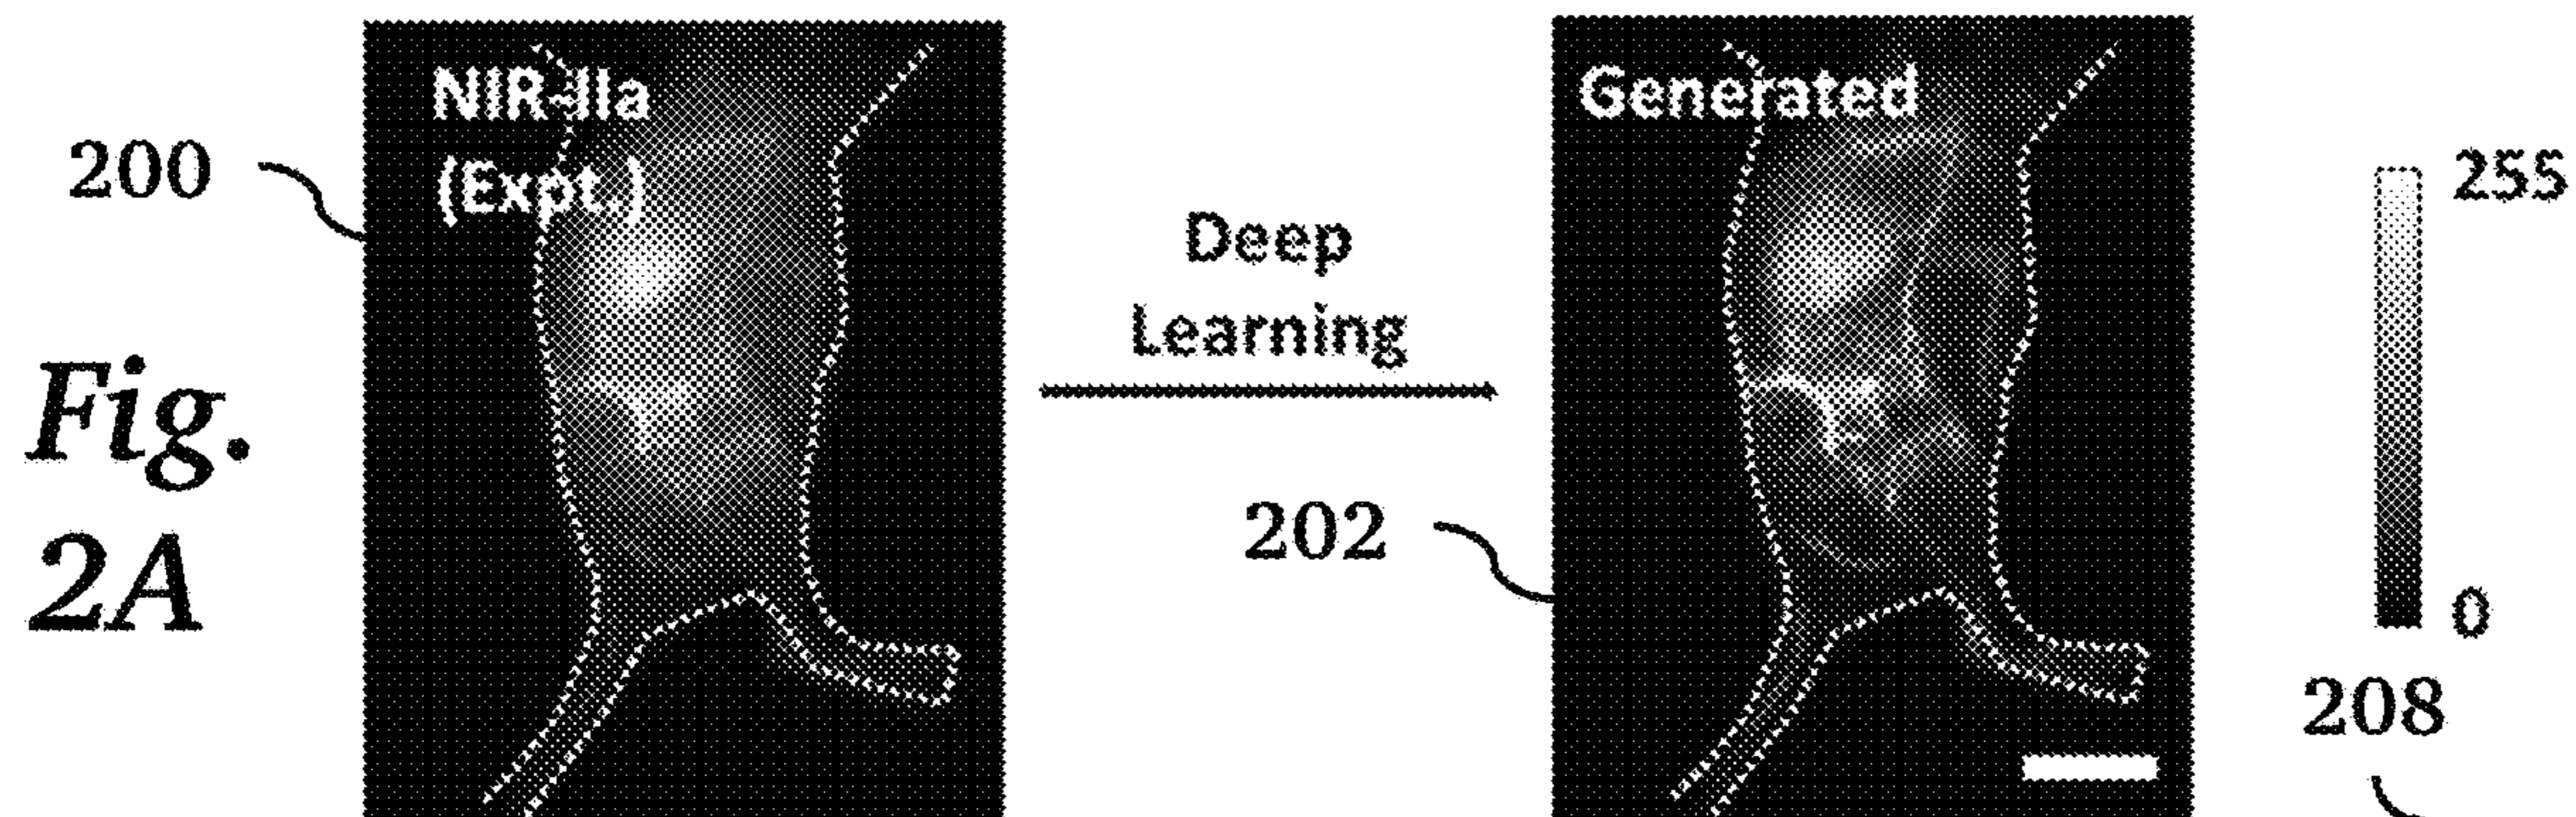 NIR-IIa
(Expt.)
Generated
200
255
Deep
Learning
Fig.
2A
202
0
208